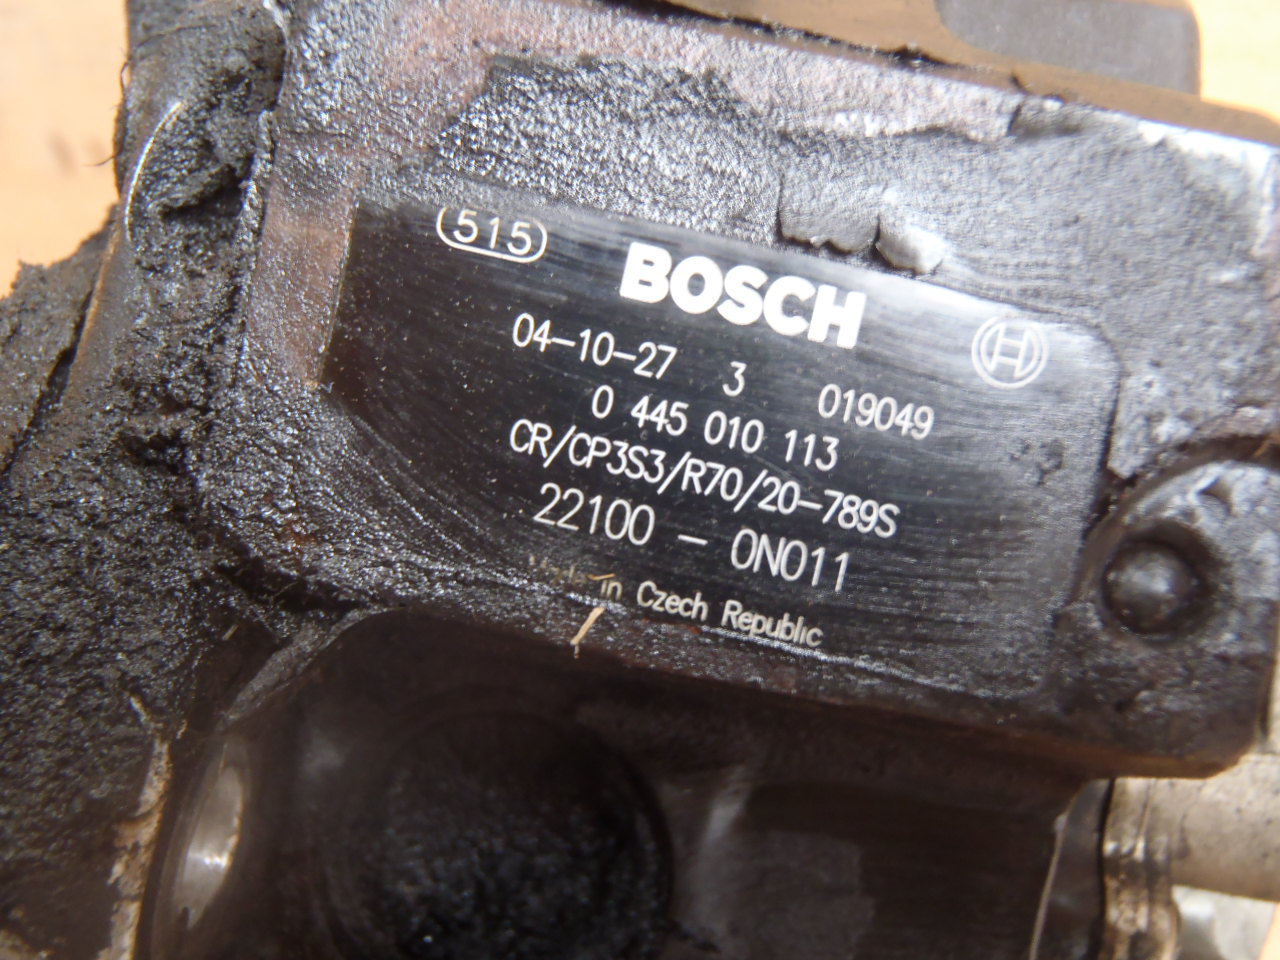 515
BOSCH
04-10-27 3 019049
0 445 010 113
CR/CP3S3/R70/20-789S
22100 - 0N011
Made in Czech Republic